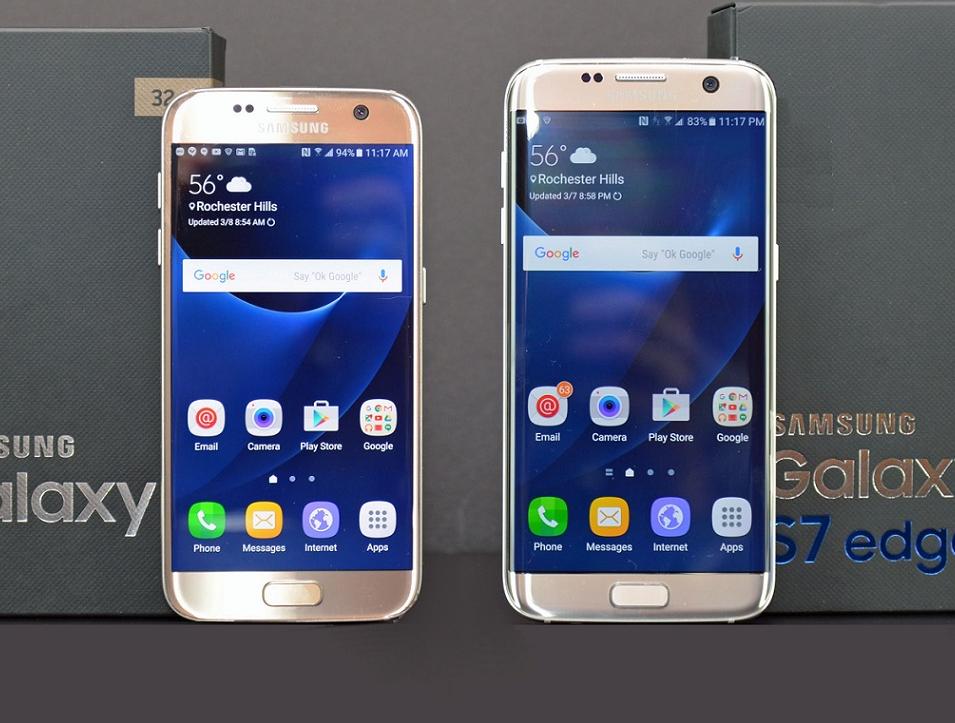 32
SUNG
alaxy
SAMSUNG
94% 11:17 AM
56°
Rochester Hills
Updated 3/8 8:54 AM
Google Say "Ok Google"
Email Camera Play Store Google
Phone Messages Internet Apps
SAMSUNG
83% 11:17 PM
56°
Rochester Hills
Updated 3/7 8:58 PM
Google Say "Ok Google"
63
Email Camera Play Store Google
Phone Messages Internet Apps
SAMSUNG
Galax
S7 edge